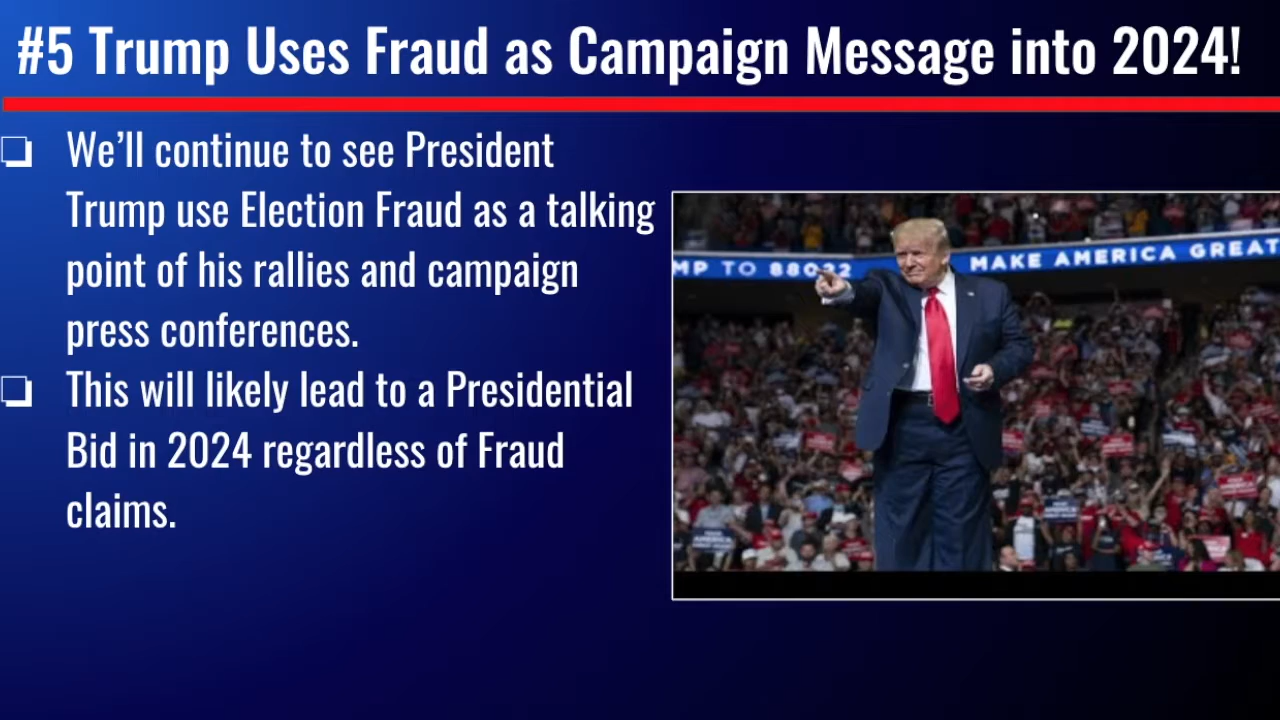 #5 Trump Uses Fraud as Campaign Message into 2024!
We’ll continue to see President
Trump use Election Fraud as a talking
point of his rallies and campaign
press conferences.
This will likely lead to a Presidential
Bid in 2024 regardless of Fraud
claims.
MP TO 88022
MAKE AMERICA GREAT